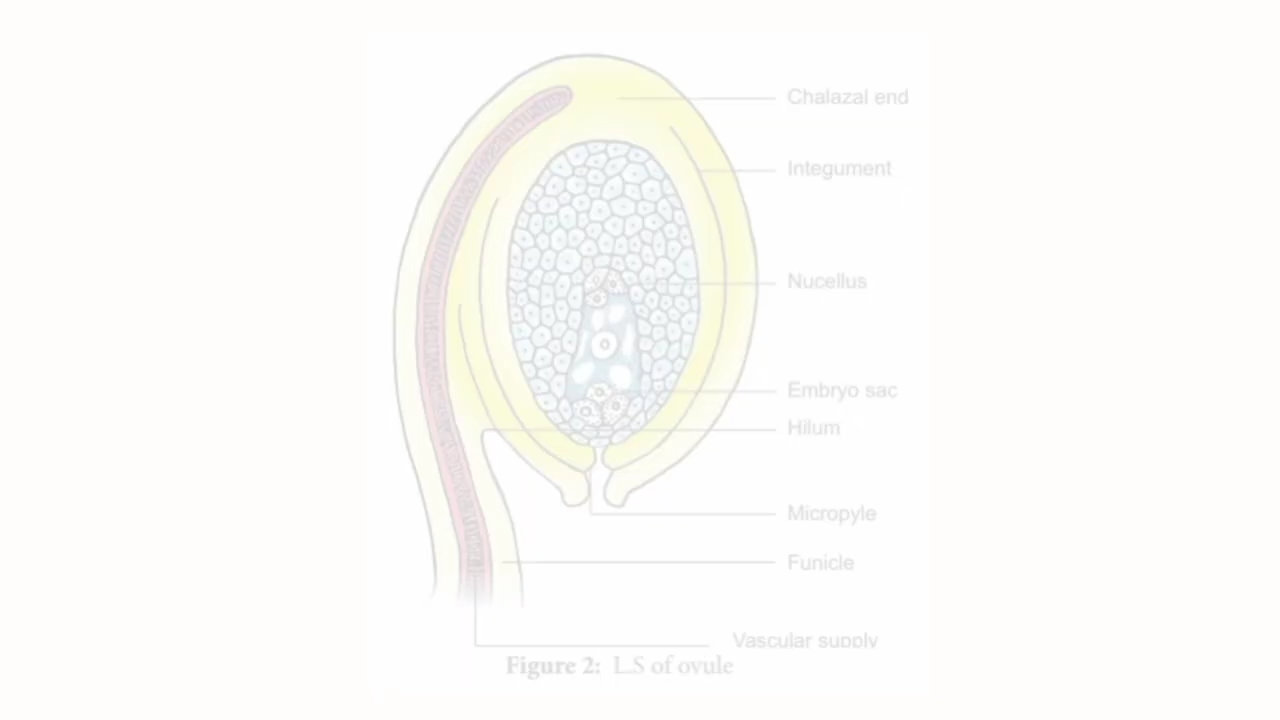 Chalazal end
Integument
Nucellus
Embryo sac
Hilum
Micropyle
Funicle
Vascular supply
Figure 2: L.S of ovule